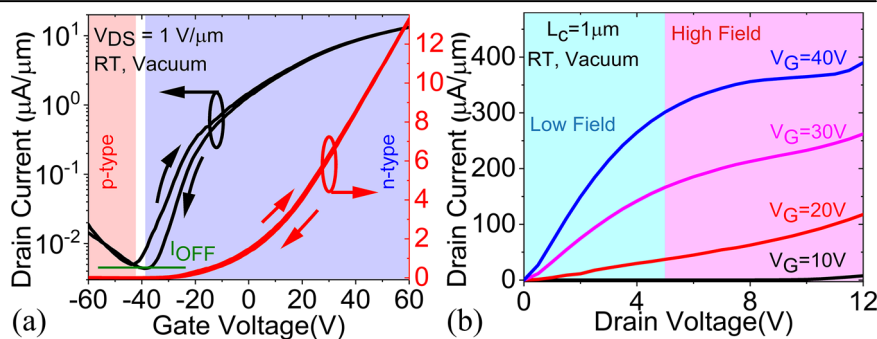 V_DS = 1 V/μm
RT, Vacuum
p-type
n-type
I_OFF
10^1
10^0
10^-1
10^-2
12
10
8
6
4
2
0
-60 -40 -20 0 20 40 60
Drain Current (μA/μm)
Gate Voltage(V)
(a)
L_C=1μm
RT, Vacuum
High Field
Low Field
V_G=40V
V_G=30V
V_G=20V
V_G=10V
400
300
200
100
0
0 4 8 12
Drain Current (μA/μm)
Drain Voltage(V)
(b)